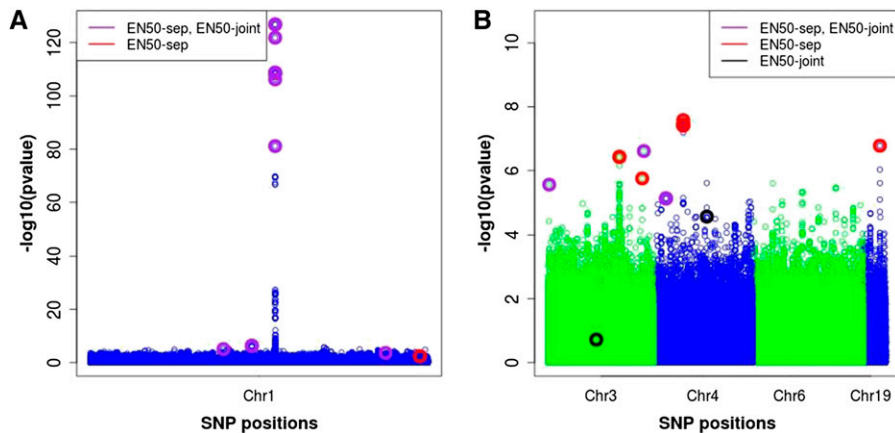 A
EN50-sep, EN50-joint
EN50-sep
-log10(pvalue)
120
100
80
60
40
20
0
Chr1
SNP positions
B
EN50-sep, EN50-joint
EN50-sep
EN50-joint
-log10(pvalue)
10
8
6
4
2
0
Chr3 Chr4 Chr6 Chr19
SNP positions